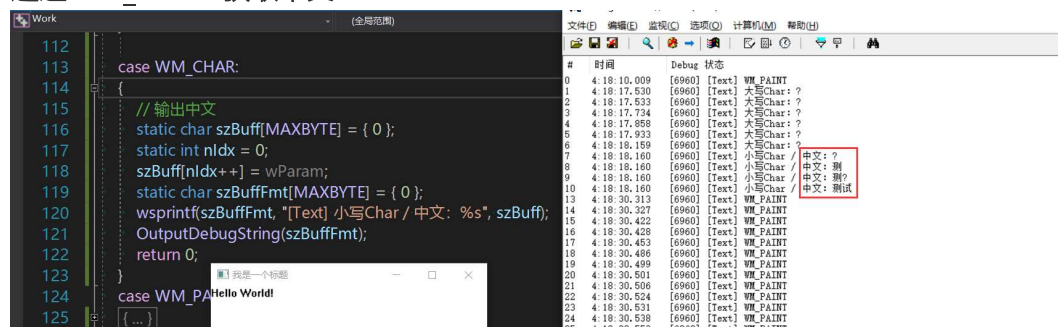 Work
(全局范围)
112
113 case WM_CHAR:
114 {
115 // 输出中文
116 static char szBuff[MAXBYTE] = { 0 };
117 static int nIdx = 0;
118 szBuff[nIdx++] = wParam;
119 static char szBuffFmt[MAXBYTE] = { 0 };
120 wsprintf(szBuffFmt, "[Text] 小写Char / 中文: %s", szBuff);
121 OutputDebugString(szBuffFmt);
122 return 0;
123 }
124 case WM_PA
125 { ... }
我是一个标题
Hello World!
文件(F) 编辑(E) 监视(C) 选项(O) 计算机(M) 帮助(H)
# 时间 Debug 状态
0 4:18:10.009 [6960] [Text] WM_PAINT
1 4:18:17.530 [6960] [Text] 大写Char: ?
2 4:18:17.533 [6960] [Text] 大写Char: ?
3 4:18:17.734 [6960] [Text] 大写Char: ?
4 4:18:17.858 [6960] [Text] 大写Char: ?
5 4:18:17.933 [6960] [Text] 大写Char: ?
6 4:18:18.159 [6960] [Text] 大写Char: ?
7 4:18:18.160 [6960] [Text] 小写Char / 中文: ?
8 4:18:18.160 [6960] [Text] 小写Char / 中文: 测
9 4:18:18.160 [6960] [Text] 小写Char / 中文: 测?
10 4:18:18.160 [6960] [Text] 小写Char / 中文: 测试
13 4:18:30.313 [6960] [Text] WM_PAINT
14 4:18:30.327 [6960] [Text] WM_PAINT
15 4:18:30.422 [6960] [Text] WM_PAINT
16 4:18:30.428 [6960] [Text] WM_PAINT
17 4:18:30.453 [6960] [Text] WM_PAINT
18 4:18:30.486 [6960] [Text] WM_PAINT
19 4:18:30.499 [6960] [Text] WM_PAINT
20 4:18:30.501 [6960] [Text] WM_PAINT
21 4:18:30.506 [6960] [Text] WM_PAINT
22 4:18:30.524 [6960] [Text] WM_PAINT
23 4:18:30.531 [6960] [Text] WM_PAINT
24 4:18:30.538 [6960] [Text] WM_PAINT